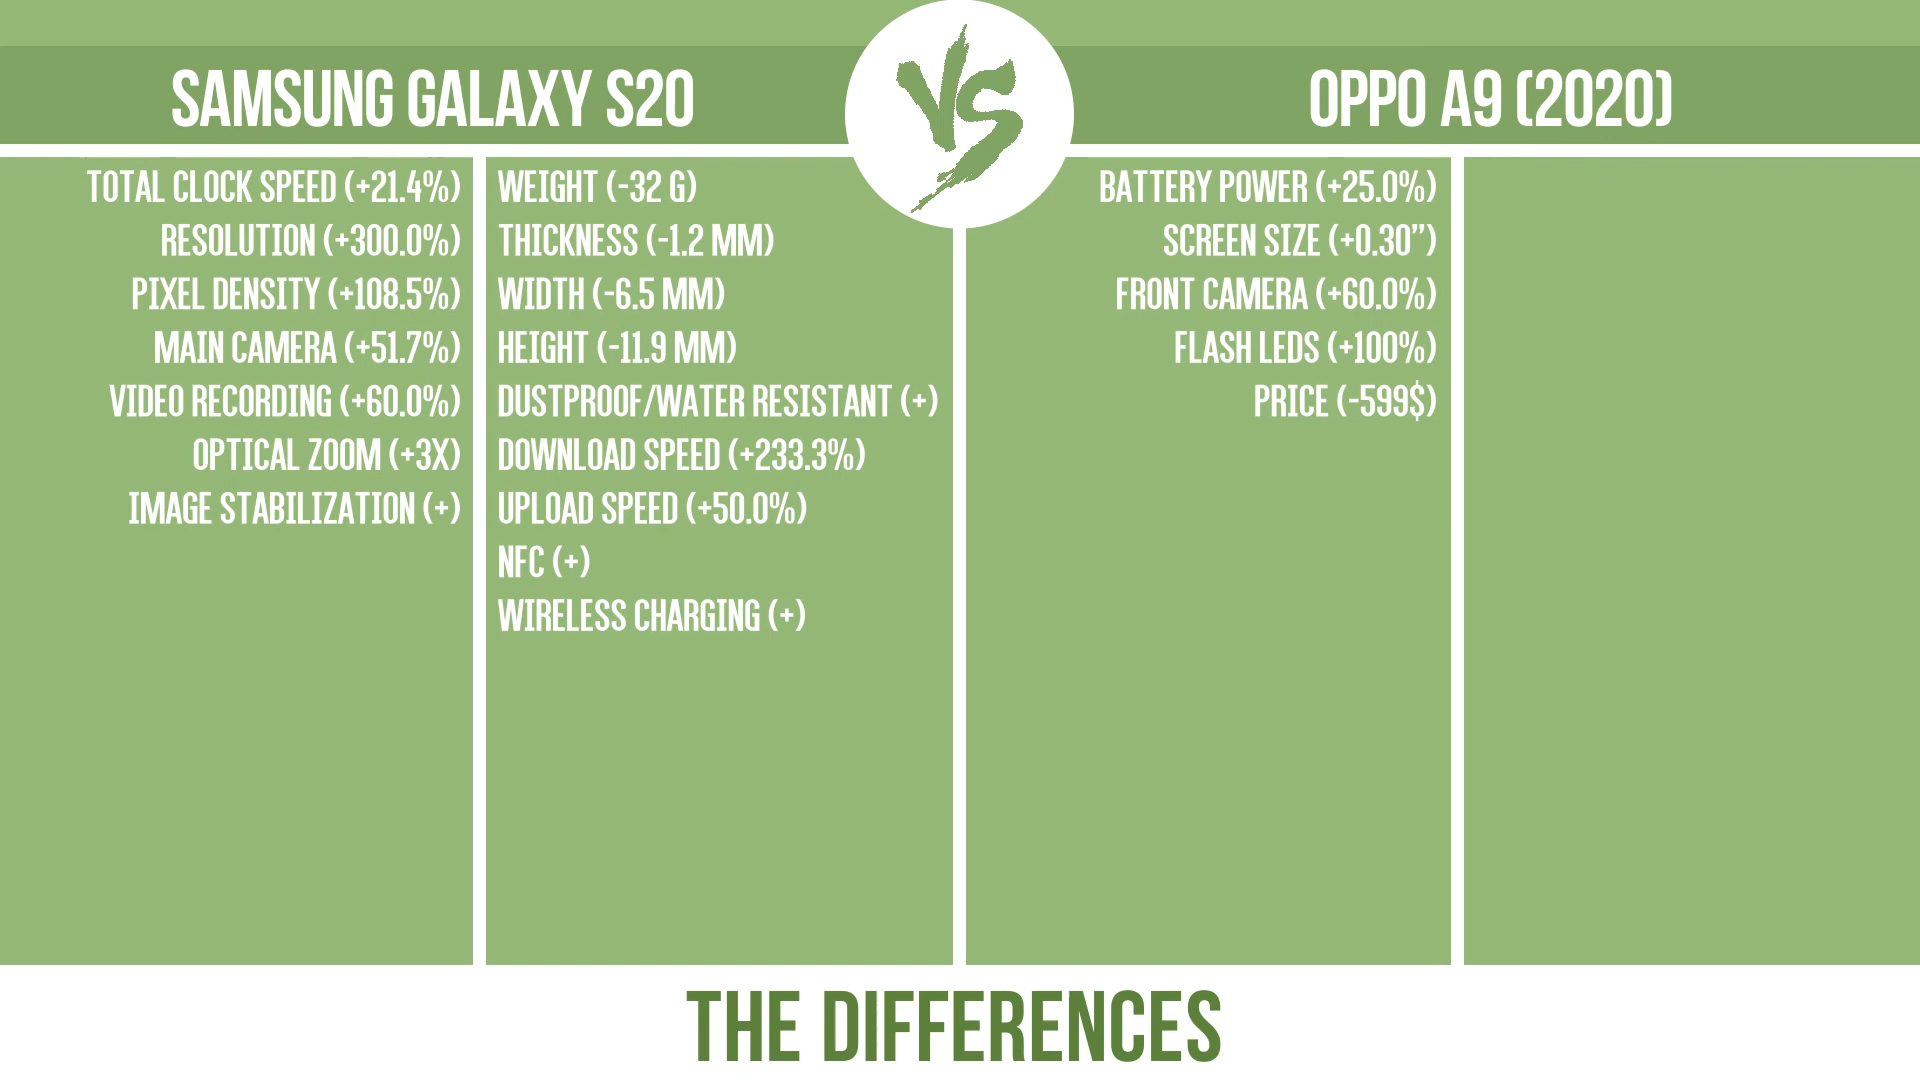 SAMSUNG GALAXY S20
VS
OPPO A9 (2020)
TOTAL CLOCK SPEED (+21.4%)
RESOLUTION (+300.0%)
PIXEL DENSITY (+108.5%)
MAIN CAMERA (+51.7%)
VIDEO RECORDING (+60.0%)
OPTICAL ZOOM (+3X)
IMAGE STABILIZATION (+)
WEIGHT (-32 G)
THICKNESS (-1.2 MM)
WIDTH (-6.5 MM)
HEIGHT (-11.9 MM)
DUSTPROOF/WATER RESISTANT (+)
DOWNLOAD SPEED (+233.3%)
UPLOAD SPEED (+50.0%)
NFC (+)
WIRELESS CHARGING (+)
BATTERY POWER (+25.0%)
SCREEN SIZE (+0.30”)
FRONT CAMERA (+60.0%)
FLASH LEDS (+100%)
PRICE (-599$)
THE DIFFERENCES